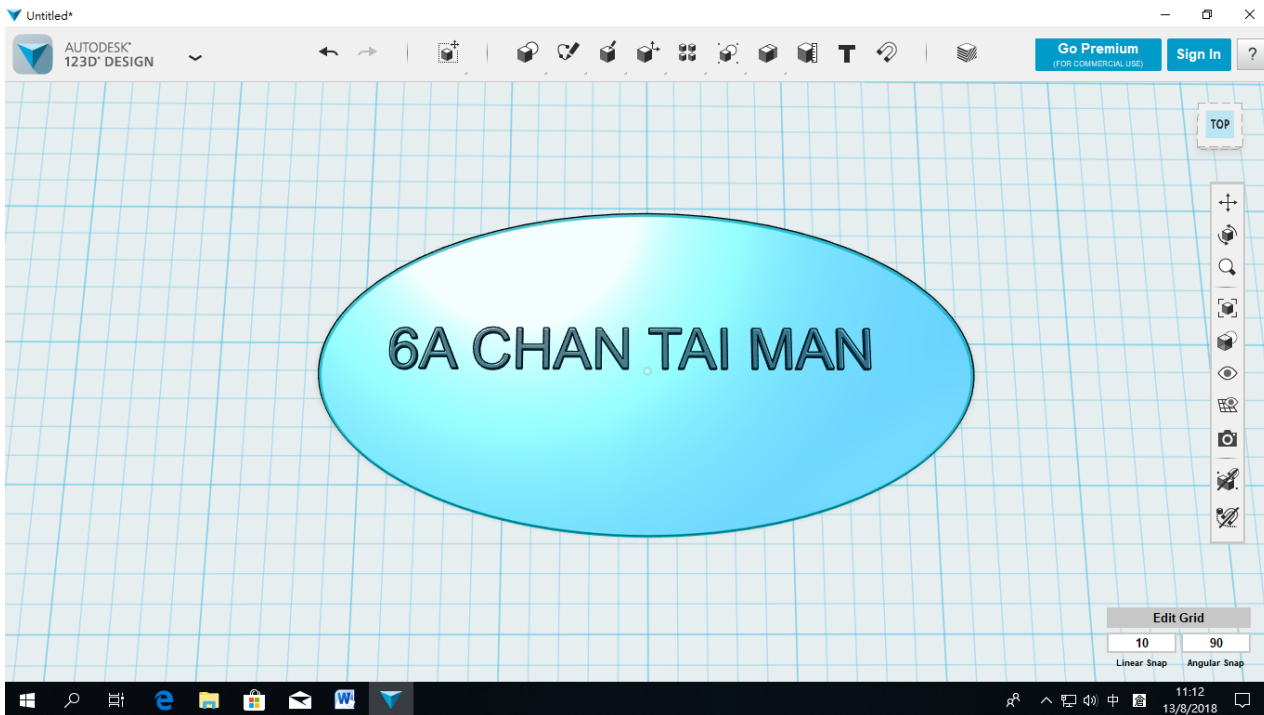 Untitled*
AUTODESK®
123D® DESIGN
Go Premium
(FOR COMMERCIAL USE)
Sign In
?
TOP
6A CHAN TAI MAN
Edit Grid
10 90
Linear Snap Angular Snap
中 倉 11:12
13/8/2018